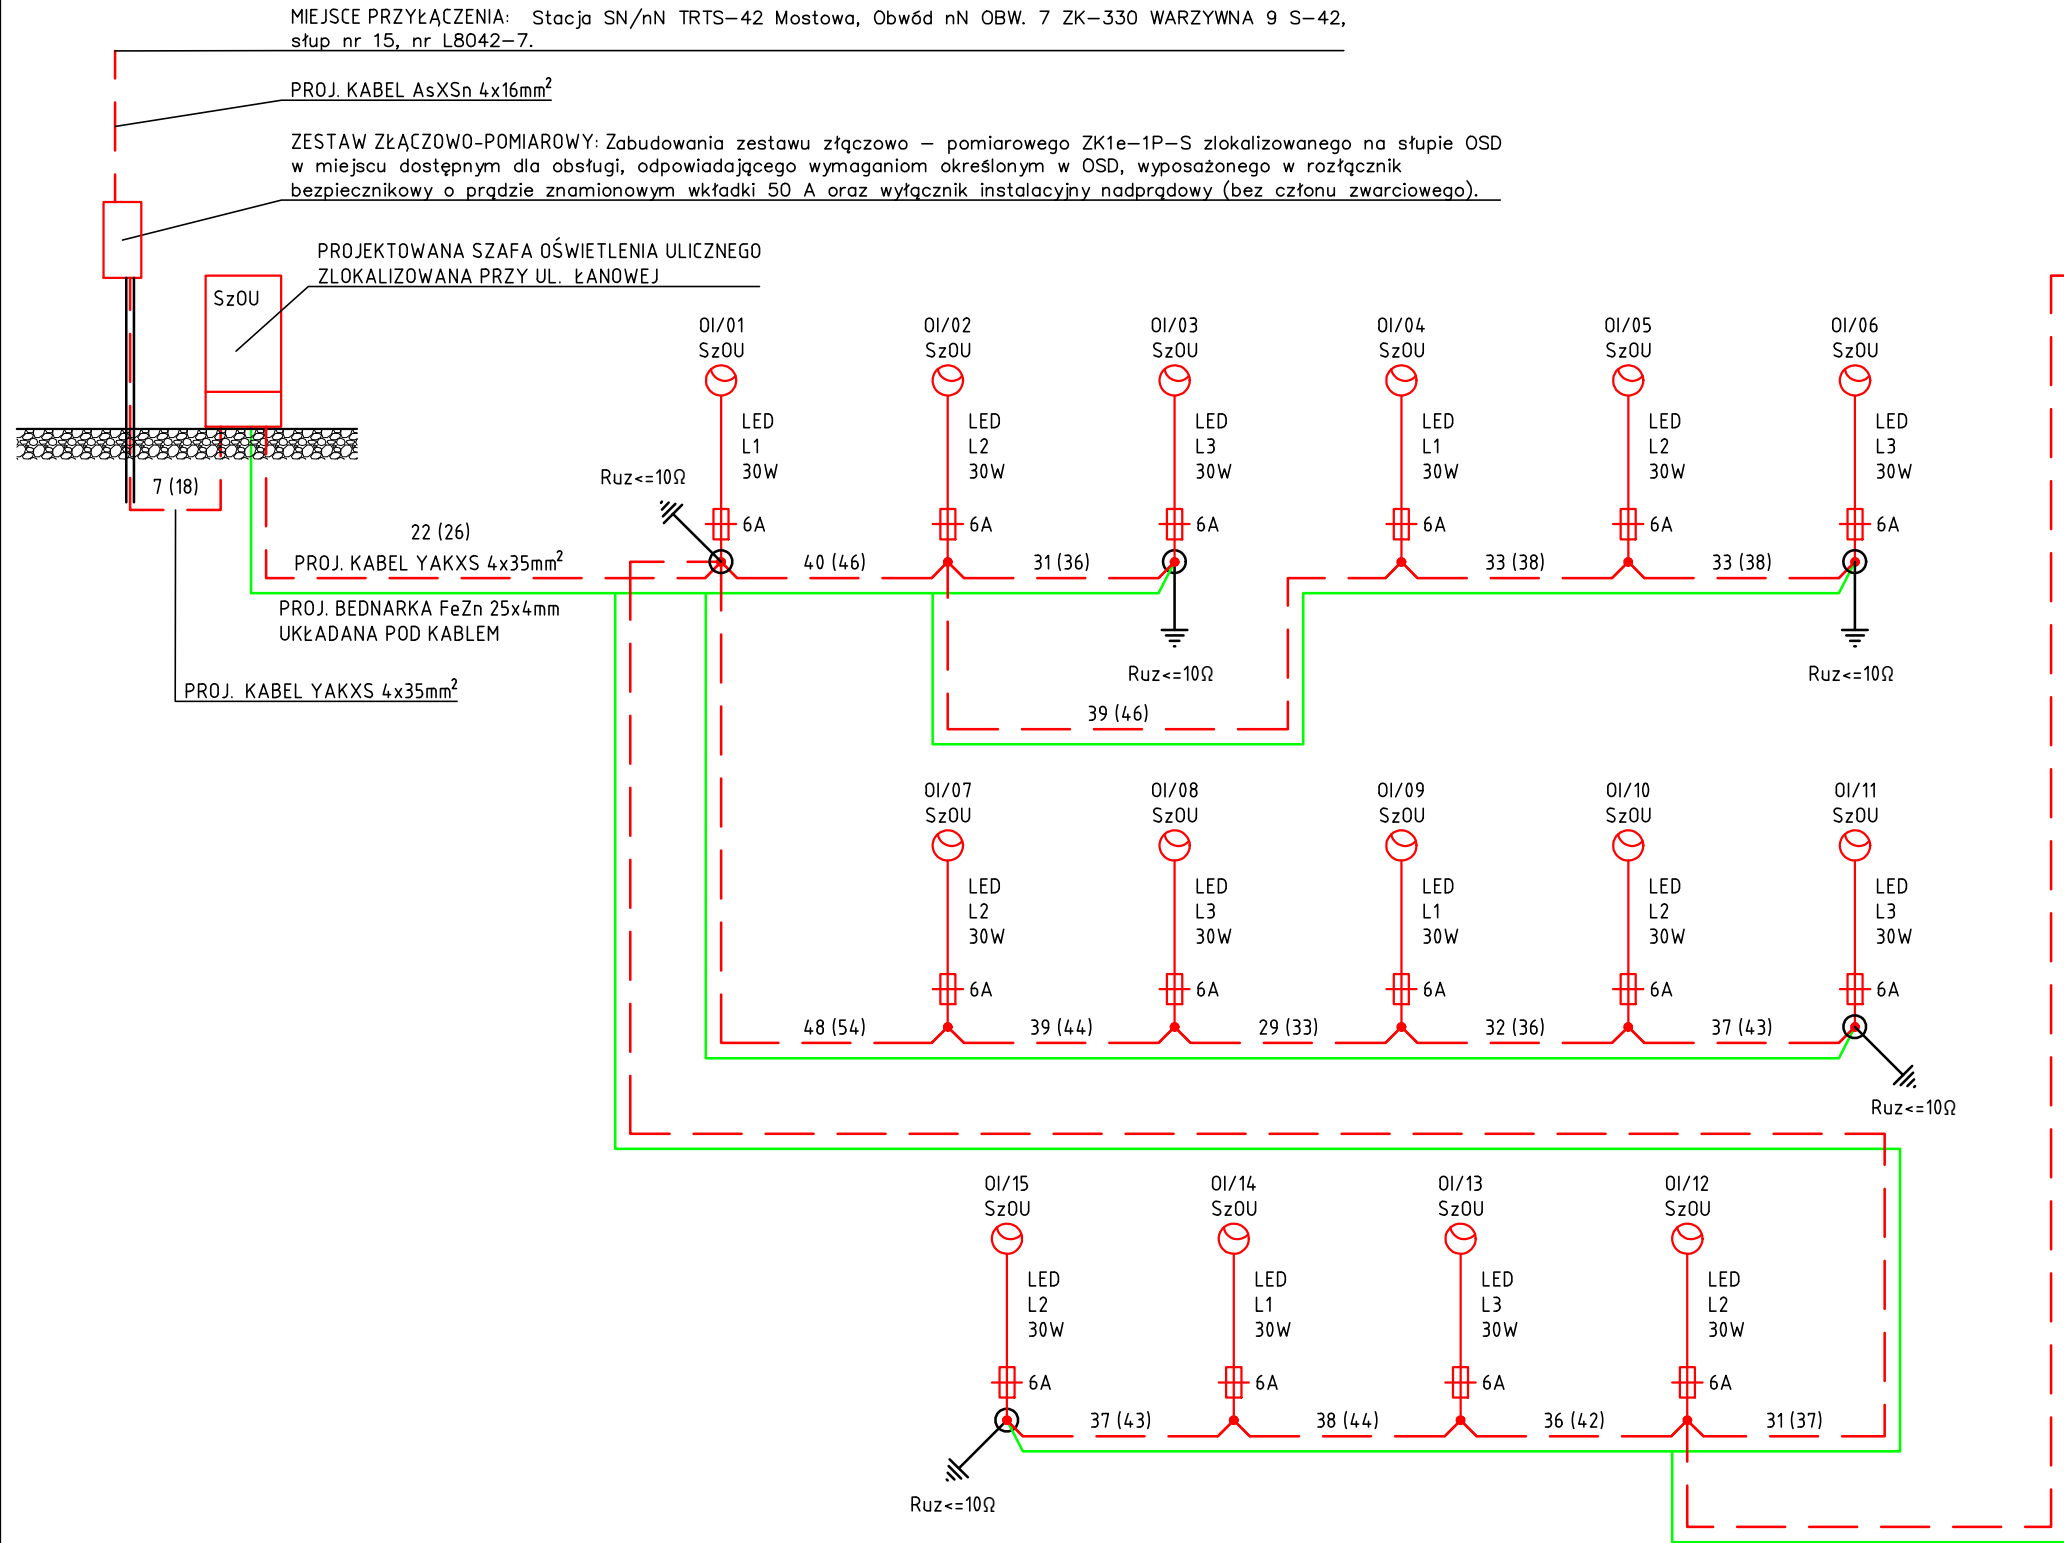 MIEJSCE PRZYŁĄCZENIA: Stacja SN/nN TRTS-42 Mostowa, Obwód nN OBW. 7 ZK-330 WARZYWNA 9 S-42,
słup nr 15, nr L8042-7.
PROJ. KABEL AsXSn 4x16mm²
ZESTAW ZŁĄCZOWO-POMIAROWY: Zabudowania zestawu złączowo – pomiarowego ZK1e-1P-S zlokalizowanego na słupie OSD
w miejscu dostępnym dla obsługi, odpowiadającego wymaganiom określonym w OSD, wyposażonego w rozłącznik
bezpiecznikowy o prądzie znamionowym wkładki 50 A oraz wyłącznik instalacyjny nadprądowy (bez członu zwarciowego).
PROJEKTOWANA SZAFA OŚWIETLENIA ULICZNEGO
ZLOKALIZOWANA PRZY UL. ŁANOWEJ
SzOU
OI/01 OI/02 OI/03 OI/04 OI/05 OI/06
SzOU SzOU SzOU SzOU SzOU SzOU
LED LED LED LED LED LED
L1 L2 L3 L1 L2 L3
30W 30W 30W 30W 30W 30W
Ruz<=10Ω
7 (18)
6A 6A 6A 6A 6A 6A
22 (26)
PROJ. KABEL YAKXS 4x35mm² 40 (46) 31 (36) 33 (38) 33 (38)
PROJ. BEDNARKA FeZn 25x4mm
UKŁADANA POD KABLEM
Ruz<=10Ω Ruz<=10Ω
PROJ. KABEL YAKXS 4x35mm²
39 (46)
OI/07 OI/08 OI/09 OI/10 OI/11
SzOU SzOU SzOU SzOU SzOU
LED LED LED LED LED
L2 L3 L1 L2 L3
30W 30W 30W 30W 30W
6A 6A 6A 6A 6A
48 (54) 39 (44) 29 (33) 32 (36) 37 (43)
Ruz<=10Ω
OI/15 OI/14 OI/13 OI/12
SzOU SzOU SzOU SzOU
LED LED LED LED
L2 L1 L3 L2
30W 30W 30W 30W
6A 6A 6A 6A
37 (43) 38 (44) 36 (42) 31 (37)
Ruz<=10Ω